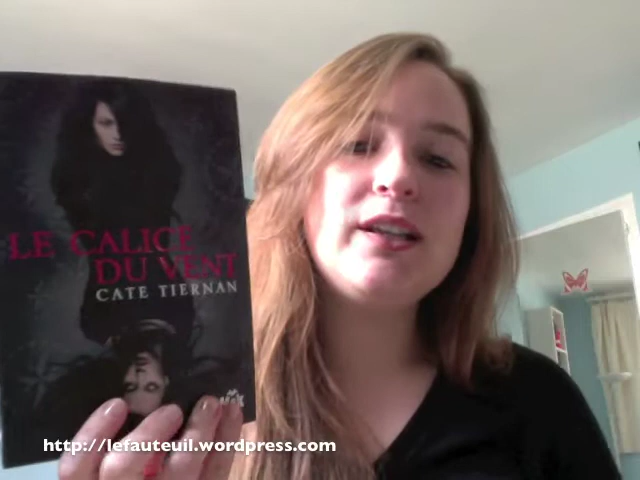 LE CALICE
DU VENT
CATE TIERNAN
http://lefauteuil.wordpress.com